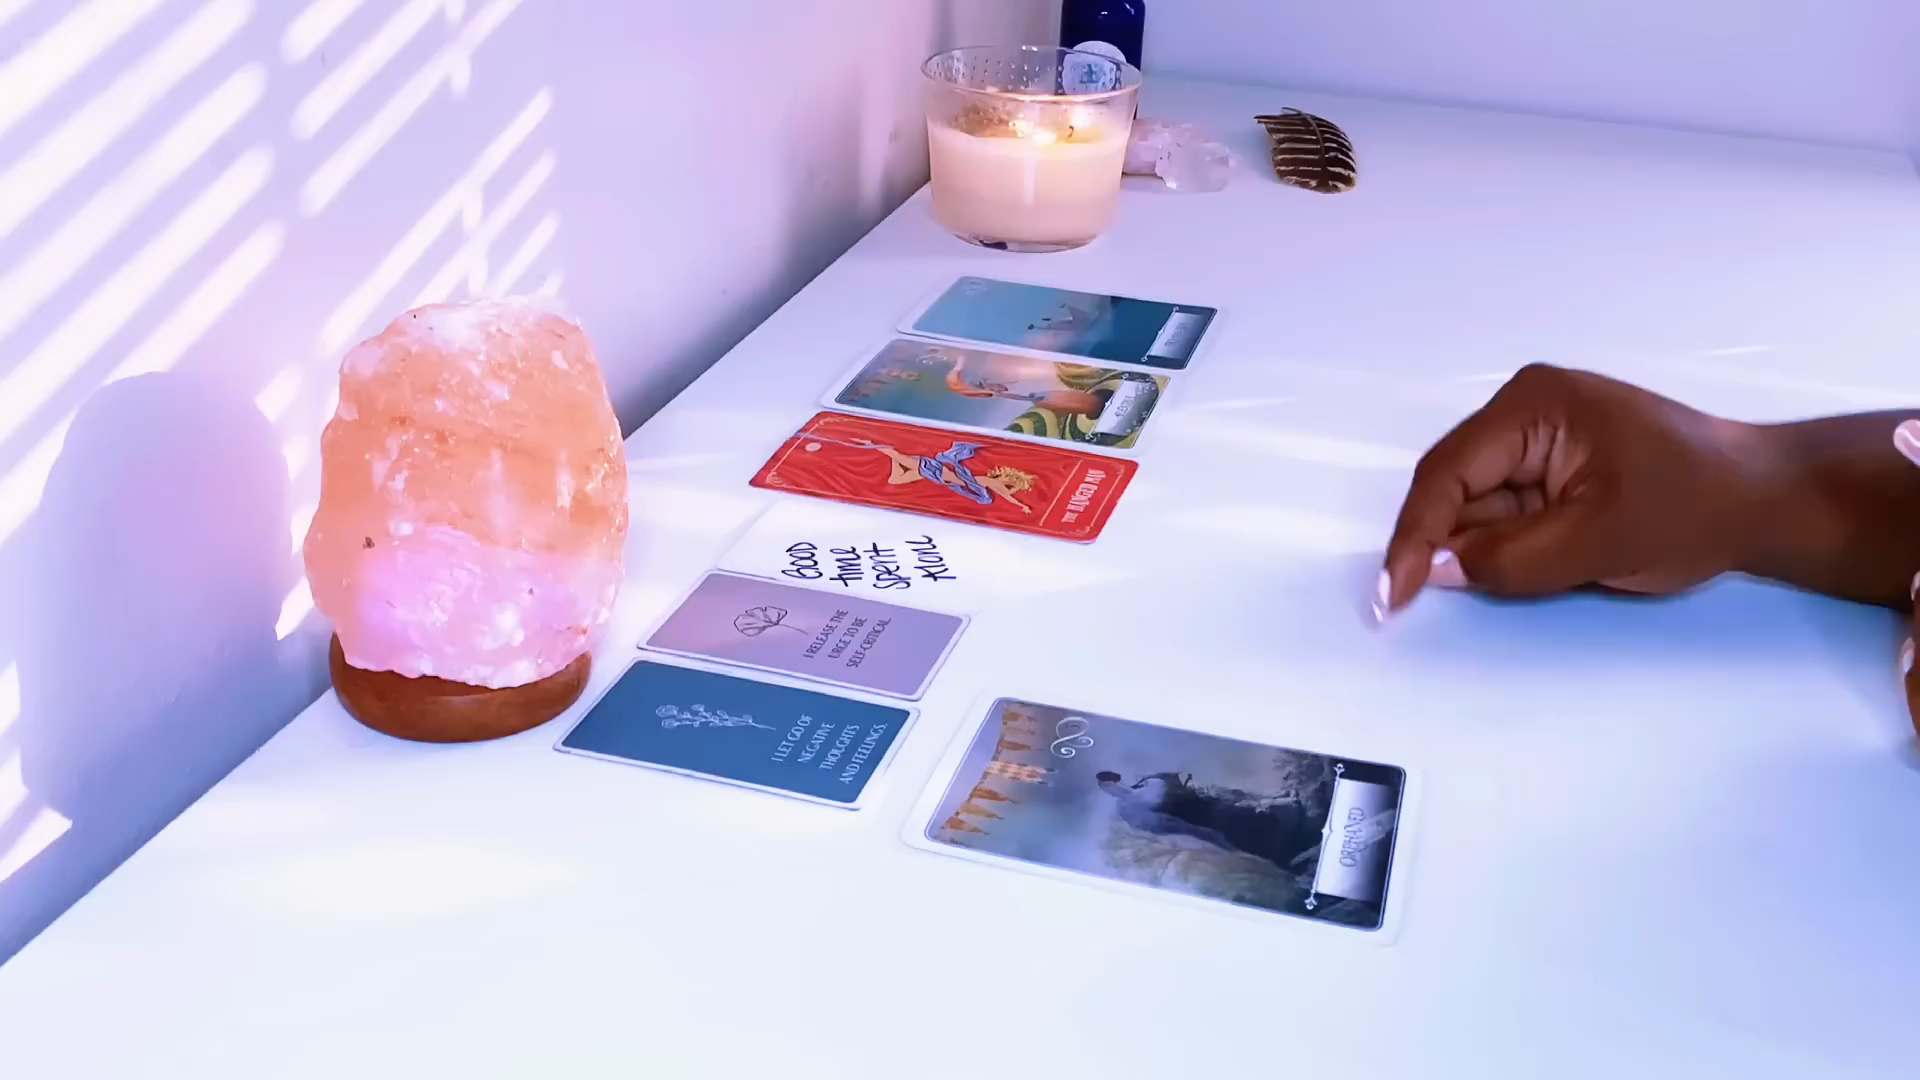 THE HANGED MAN
GOOD
time
spent
Alone
I RELEASE THE
URGE TO BE
SELF-CRITICAL
I LET GO OF
NEGATIVE
THOUGHTS
AND FEELINGS.
ORPHANED